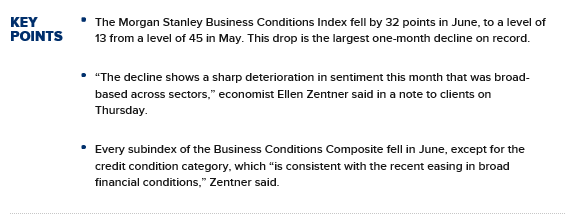 KEY
POINTS
• The Morgan Stanley Business Conditions Index fell by 32 points in June, to a level of
13 from a level of 45 in May. This drop is the largest one-month decline on record.
• “The decline shows a sharp deterioration in sentiment this month that was broad-
based across sectors,” economist Ellen Zentner said in a note to clients on
Thursday.
• Every subindex of the Business Conditions Composite fell in June, except for the
credit condition category, which “is consistent with the recent easing in broad
financial conditions,” Zentner said.